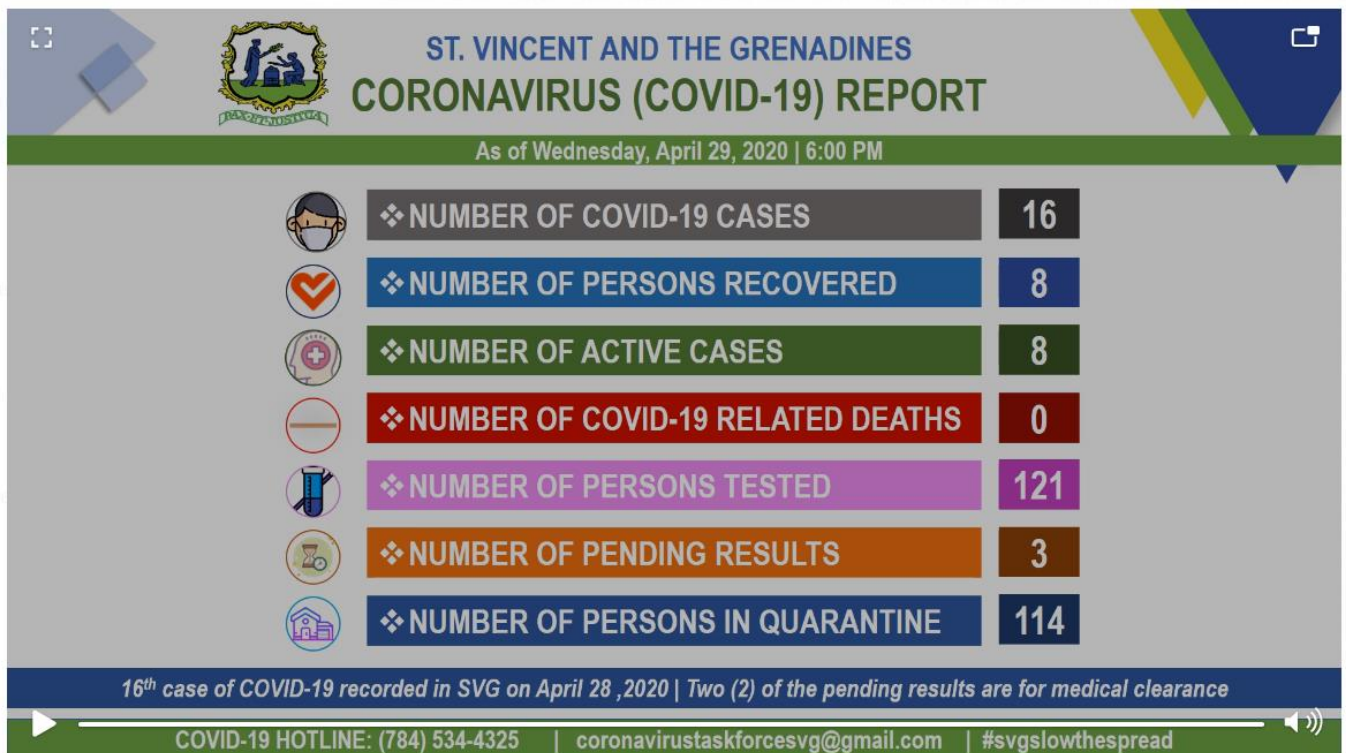 ST. VINCENT AND THE GRENADINES
CORONAVIRUS (COVID-19) REPORT
PAX ET JUSTITIA
As of Wednesday, April 29, 2020 | 6:00 PM
❖NUMBER OF COVID-19 CASES 16
❖NUMBER OF PERSONS RECOVERED 8
❖NUMBER OF ACTIVE CASES 8
❖NUMBER OF COVID-19 RELATED DEATHS 0
❖NUMBER OF PERSONS TESTED 121
❖NUMBER OF PENDING RESULTS 3
❖NUMBER OF PERSONS IN QUARANTINE 114
16th case of COVID-19 recorded in SVG on April 28 ,2020 | Two (2) of the pending results are for medical clearance
COVID-19 HOTLINE: (784) 534-4325 | coronavirustaskforcesvg@gmail.com | #svgslowthespread